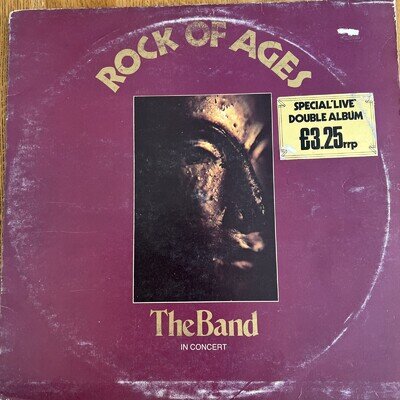 ROCK OF AGES
SPECIAL 'LIVE'
DOUBLE ALBUM
£3.25 rrp
The Band
IN CONCERT